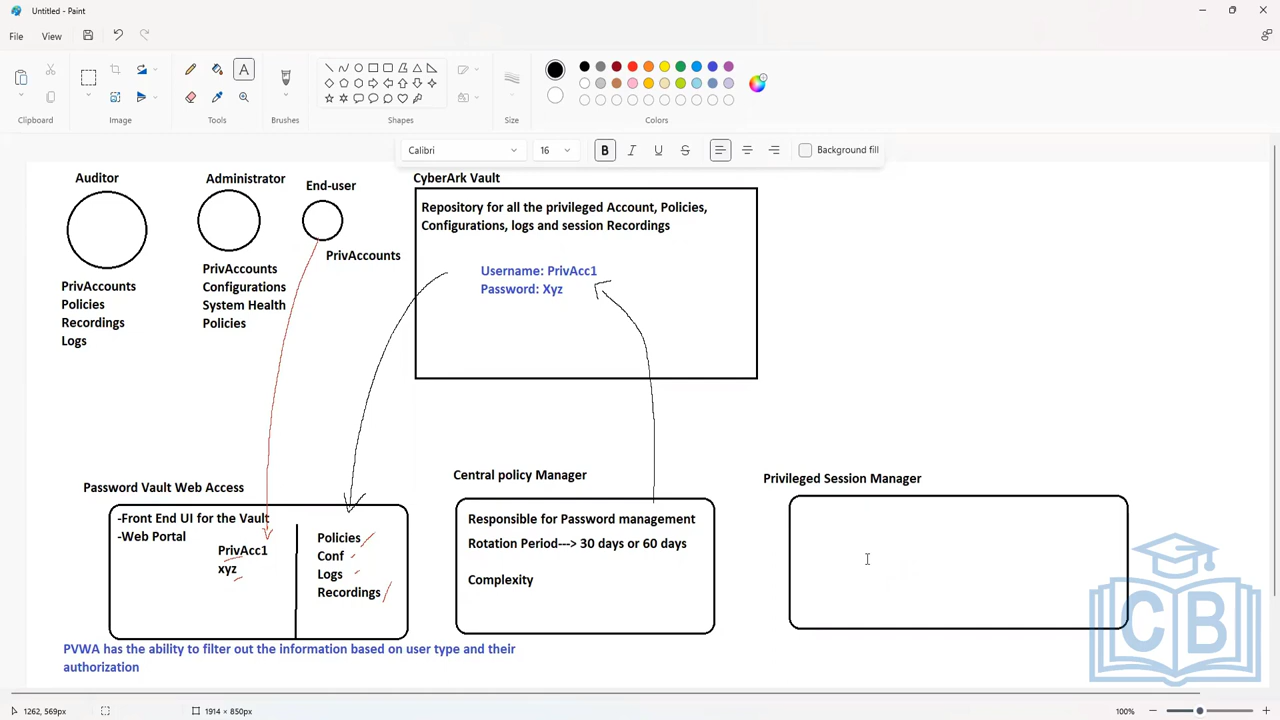 Untitled - Paint
File
View
Clipboard
Image
Tools
Brushes
Shapes
Size
Colors
A
Calibri
16
B
I
U
S
Background fill
Auditor
Administrator
End-user
CyberArk Vault
Repository for all the privileged Account, Policies,
Configurations, logs and session Recordings
Username: PrivAcc1
Password: Xyz
PrivAccounts
PrivAccounts
Configurations
System Health
Policies
PrivAccounts
Policies
Recordings
Logs
Password Vault Web Access
-Front End UI for the Vault
-Web Portal
PrivAcc1
xyz
Policies
Conf
Logs
Recordings
PVWA has the ability to filter out the information based on user type and their
authorization
Central policy Manager
Responsible for Password management
Rotation Period---> 30 days or 60 days
Complexity
Privileged Session Manager
CB
1262, 569px
1914 × 850px
100%